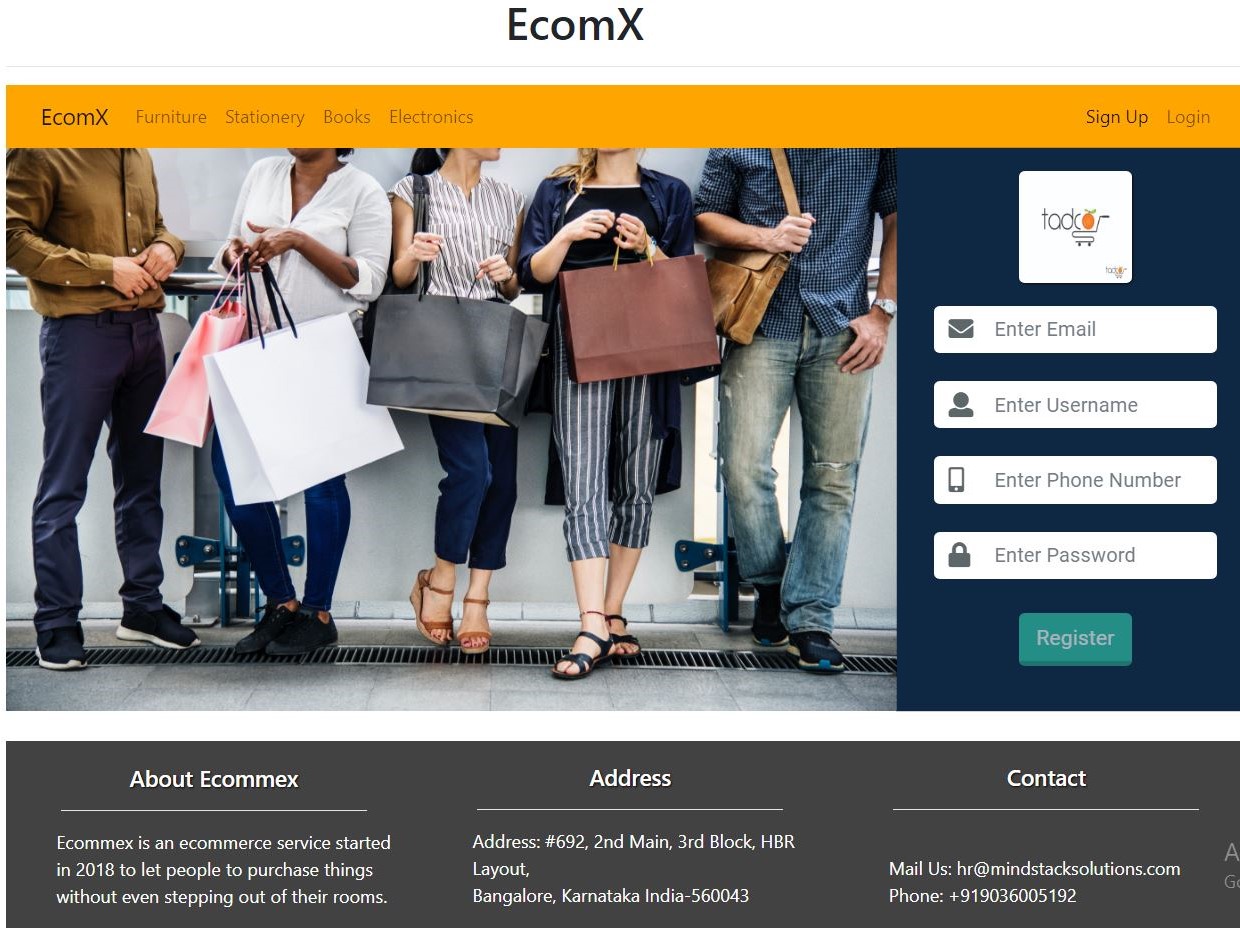 EcomX
EcomX Furniture Stationery Books Electronics Sign Up Login
tadcor
tadcor
Enter Email
Enter Username
Enter Phone Number
Enter Password
Register
About Ecommex
Ecommex is an ecommerce service started
in 2018 to let people to purchase things
without even stepping out of their rooms.
Address
Address: #692, 2nd Main, 3rd Block, HBR
Layout,
Bangalore, Karnataka India-560043
Contact
Mail Us: hr@mindstacksolutions.com
Phone: +919036005192